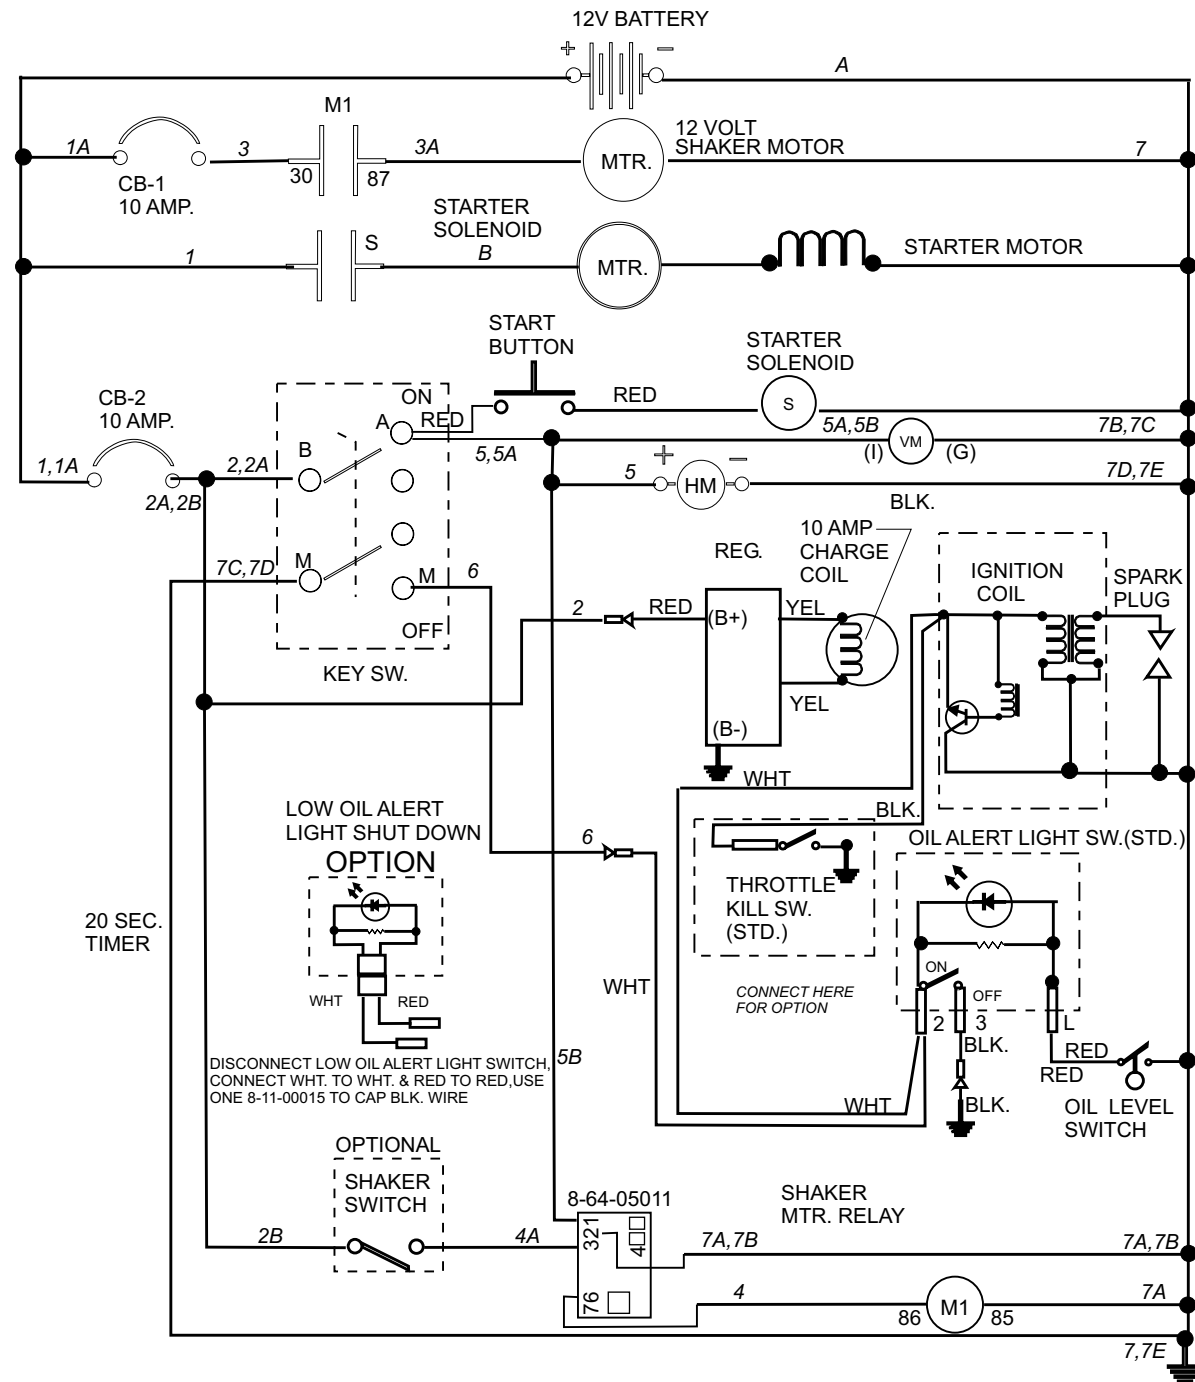 12V BATTERY
+ −
A
M1
12 VOLT
SHAKER MOTOR
1A
3
3A
MTR.
7
30
87
CB-1
10 AMP.
STARTER
SOLENOID
S
1
B
MTR.
STARTER MOTOR
START
BUTTON
STARTER
SOLENOID
CB-2
10 AMP.
ON
A
RED
RED
S
5A,5B
7B,7C
B
5,5A
(I)
VM
(G)
1,1A
2,2A
2A,2B
5
+
HM
−
7D,7E
BLK.
10 AMP
CHARGE
COIL
REG.
IGNITION
COIL
SPARK
PLUG
7C,7D
M
M
6
OFF
KEY SW.
2
RED
(B+)
YEL
YEL
(B-)
WHT
BLK.
LOW OIL ALERT
LIGHT SHUT DOWN
OPTION
6
OIL ALERT LIGHT SW.(STD.)
THROTTLE
KILL SW.
(STD.)
20 SEC.
TIMER
WHT
RED
WHT
CONNECT HERE
FOR OPTION
ON
OFF
2
3
L
BLK.
RED
RED
DISCONNECT LOW OIL ALERT LIGHT SWITCH,
CONNECT WHT. TO WHT. & RED TO RED,USE
ONE 8-11-00015 TO CAP BLK. WIRE
5B
WHT
BLK.
OIL LEVEL
SWITCH
OPTIONAL
SHAKER
SWITCH
8-64-05011
SHAKER
MTR. RELAY
2B
4A
321
4
7A,7B
7A,7B
76
4
86
M1
85
7A
7,7E